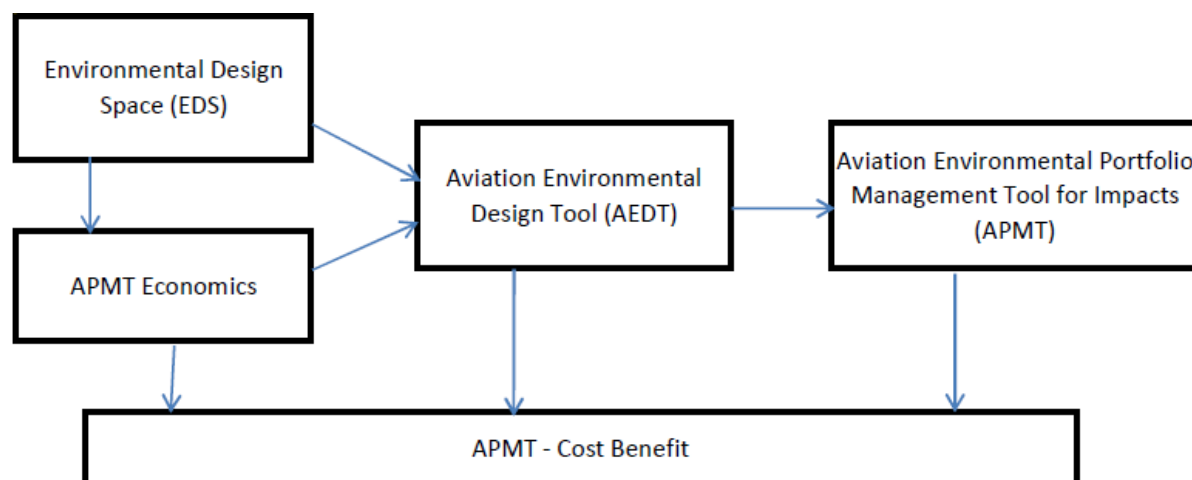 Environmental Design
Space (EDS)
APMT Economics
Aviation Environmental
Design Tool (AEDT)
Aviation Environmental Portfolio
Management Tool for Impacts
(APMT)
APMT - Cost Benefit